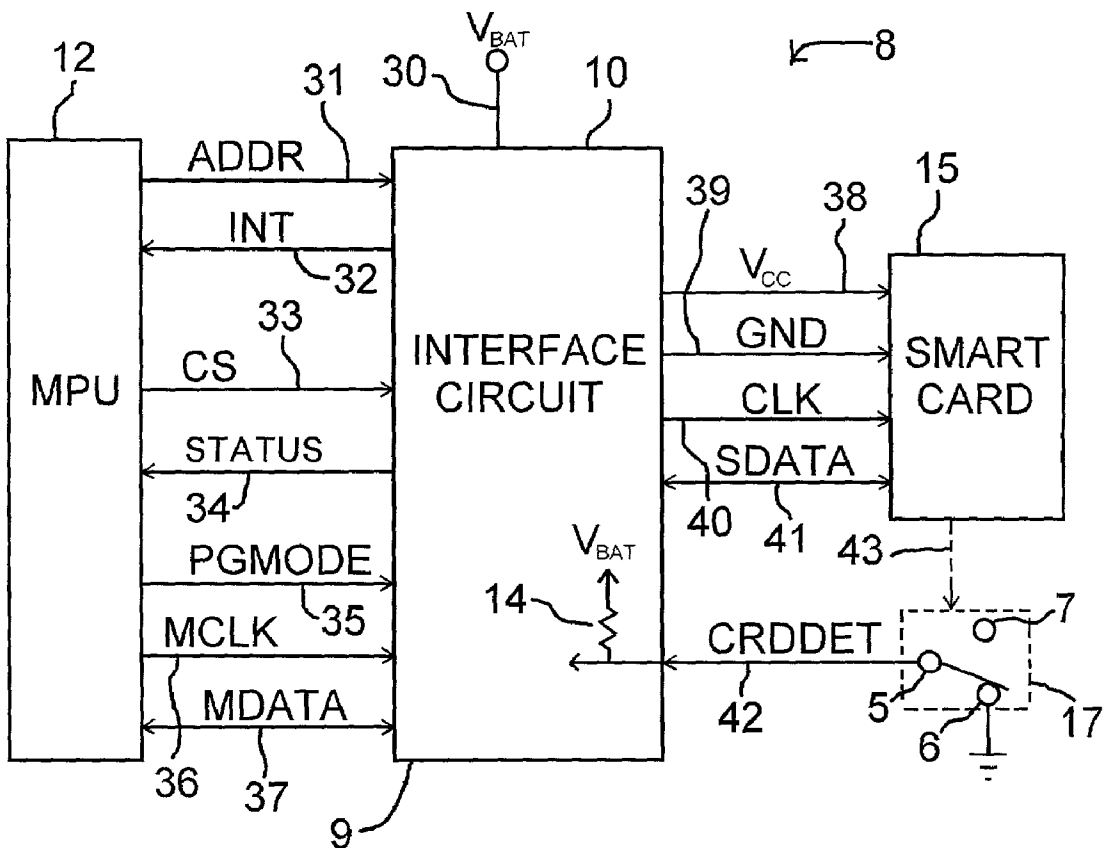 V_BAT
8
12
30
10
31
ADDR
15
39
38
INT
32
V_CC
33
GND
MPU
CS
INTERFACE
CIRCUIT
SMART
CARD
CLK
STATUS
SDATA
34
40
41
43
V_BAT
PGMODE
14
7
35
MCLK
CRDDET
MDATA
5
42
6
17
36
37
9